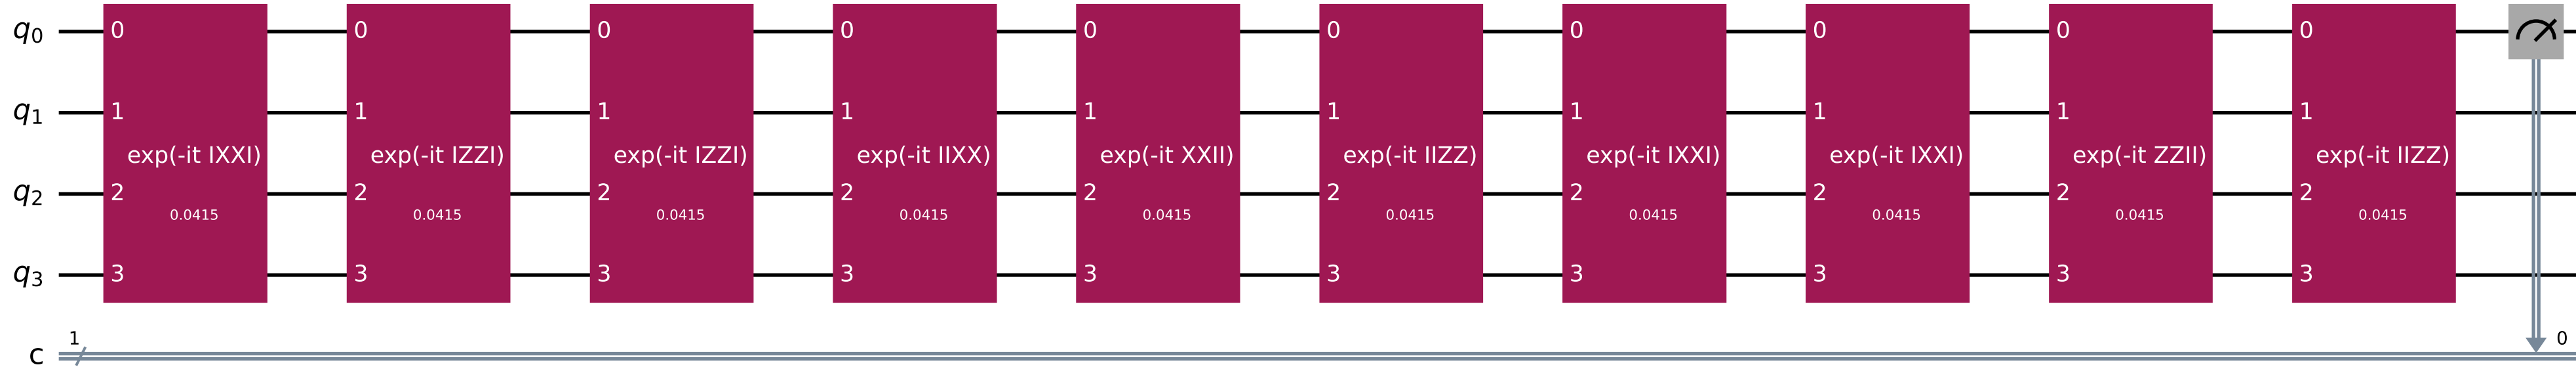 q0 0 0 0 0 0 0 0 0 0 0
q1 1 1 1 1 1 1 1 1 1 1
exp(-it IXXI) exp(-it IZZI) exp(-it IZZI) exp(-it IIXX) exp(-it XXII) exp(-it IIZZ) exp(-it IXXI) exp(-it IXXI) exp(-it ZZII) exp(-it IIZZ)
q2 2 2 2 2 2 2 2 2 2 2
0.0415 0.0415 0.0415 0.0415 0.0415 0.0415 0.0415 0.0415 0.0415 0.0415
q3 3 3 3 3 3 3 3 3 3 3
1 0
c